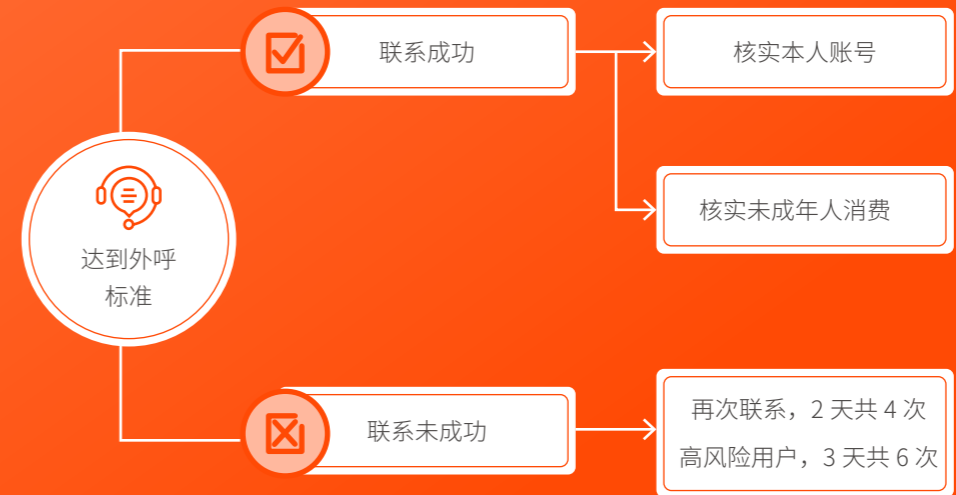 联系成功
核实本人账号
核实未成年人消费
达到外呼
标准
联系未成功
再次联系，2 天共 4 次
高风险用户，3 天共 6 次